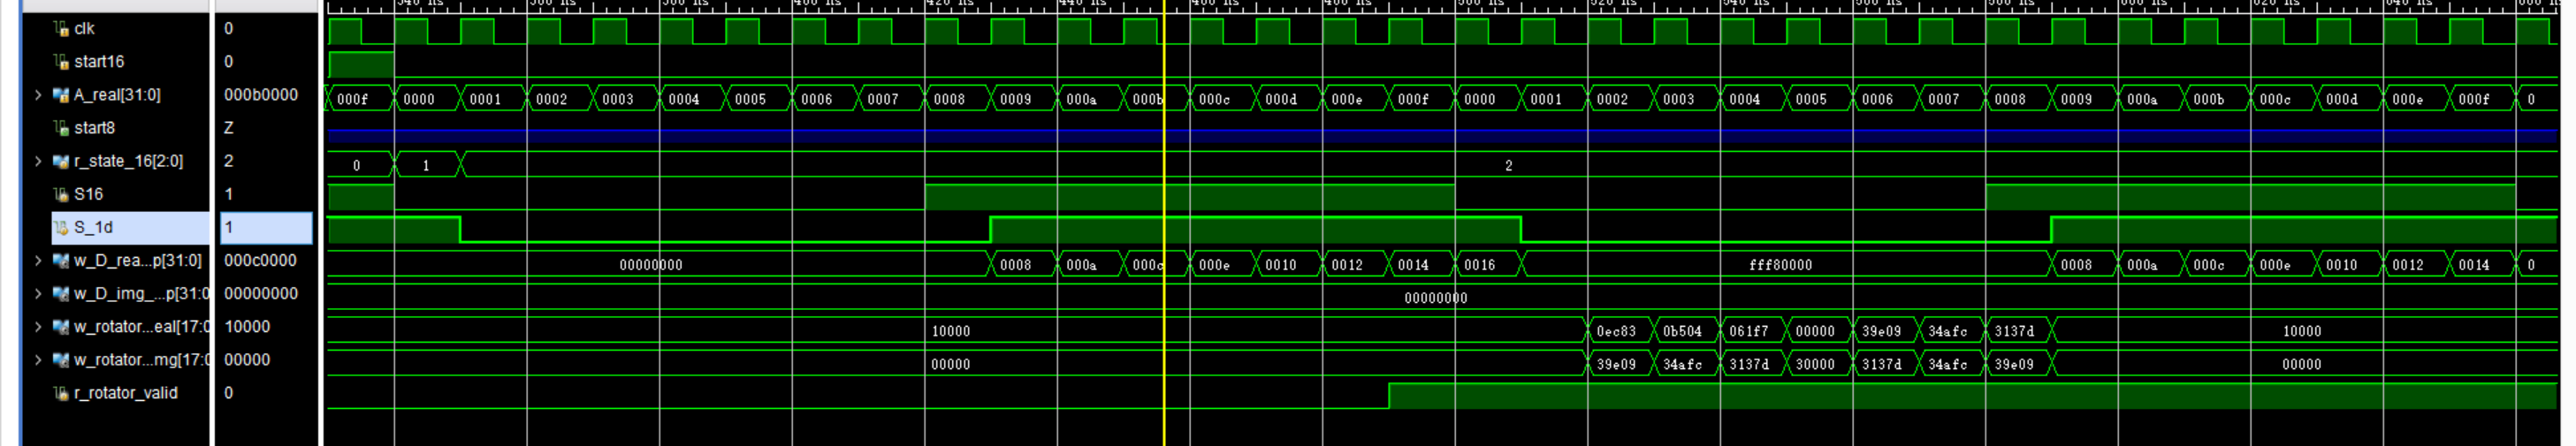 clk 0
start16 0
A_real[31:0] 000b0000 000f 0000 0001 0002 0003 0004 0005 0006 0007 0008 0009 000a 000b 000c 000d 000e 000f 0000 0001 0002 0003 0004 0005 0006 0007 0008 0009 000a 000b 000c 000d 000e 000f 0
start8 Z
r_state_16[2:0] 2 0 1 2
S16 1
S_1d 1
w_D_rea...p[31:0] 000c0000 00000000 0008 000a 000c 000e 0010 0012 0014 0016 fff80000 0008 000a 000c 000e 0010 0012 0014 0
w_D_img_...p[31:0 00000000 00000000
w_rotator...eal[17:0 10000 10000 0ec83 0b504 061f7 00000 39e09 34afc 3137d 10000
w_rotator...mg[17:0 00000 00000 39e09 34afc 3137d 30000 3137d 34afc 39e09 00000
r_rotator_valid 0